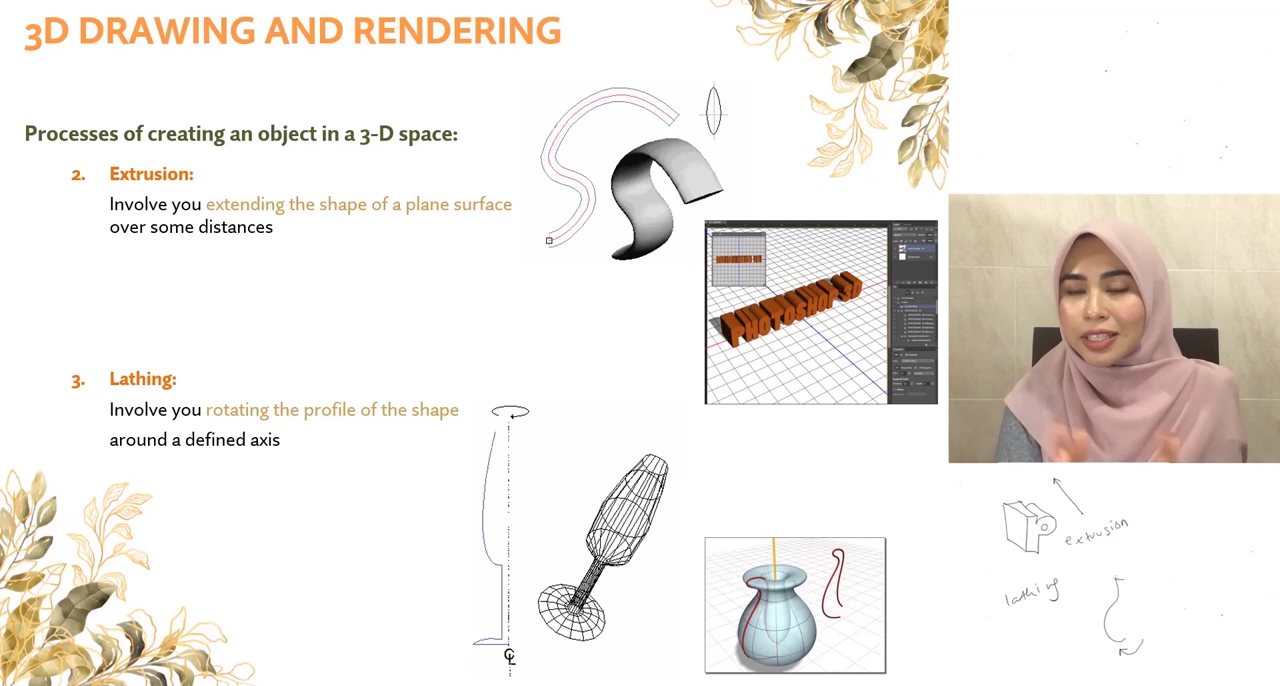 3D DRAWING AND RENDERING
Processes of creating an object in a 3-D space:
2. Extrusion:
Involve you extending the shape of a plane surface
over some distances
PHOTOSHOP 3D
3. Lathing:
Involve you rotating the profile of the shape
around a defined axis
extrusion
lathing